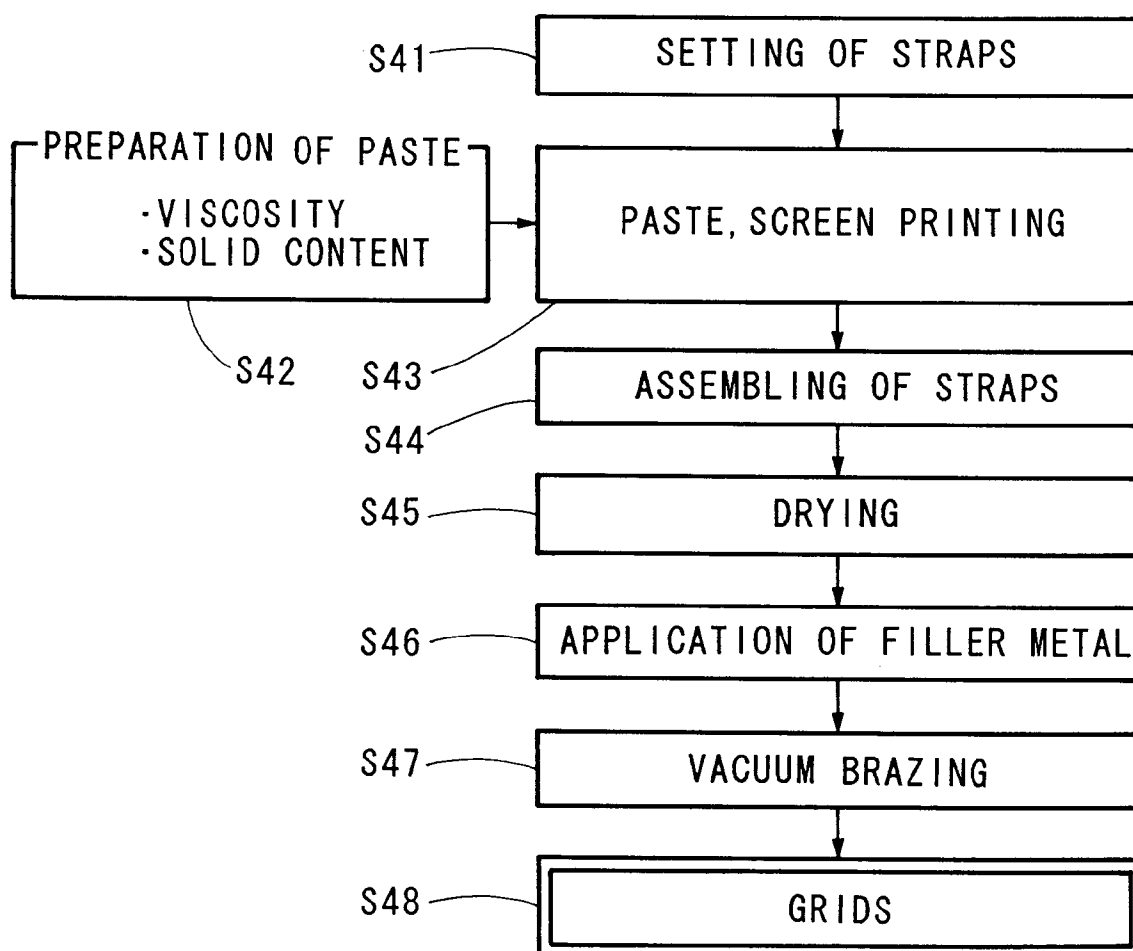 S41
SETTING OF STRAPS
PREPARATION OF PASTE
·VISCOSITY
·SOLID CONTENT
PASTE, SCREEN PRINTING
S42
S43
ASSEMBLING OF STRAPS
S44
S45
DRYING
S46
APPLICATION OF FILLER METAL
S47
VACUUM BRAZING
S48
GRIDS